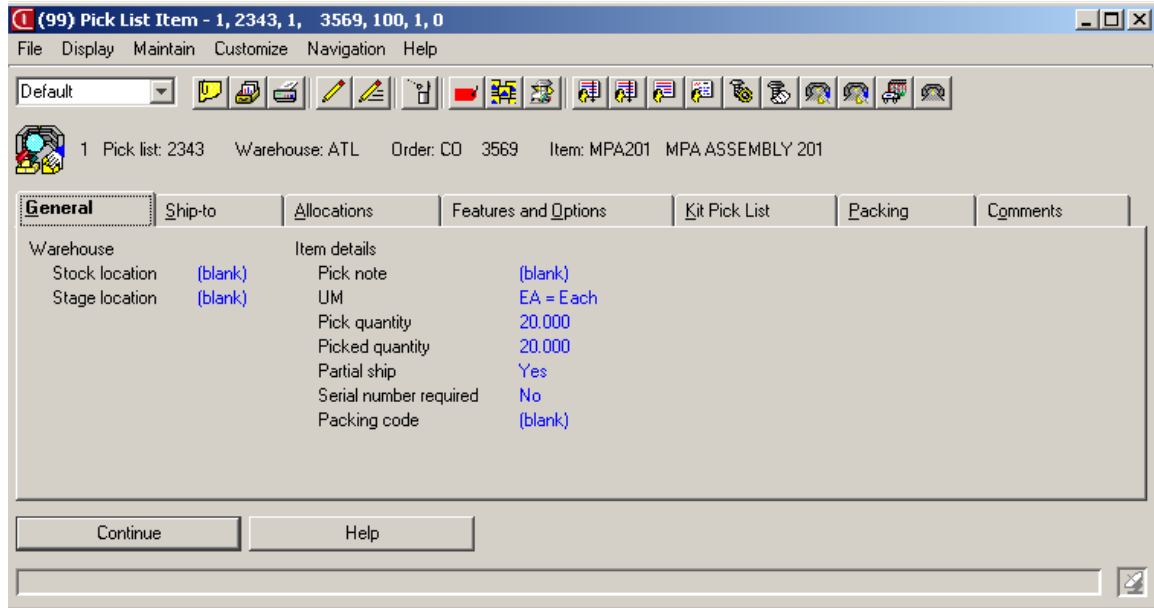 (99) Pick List Item - 1, 2343, 1,    3569, 100, 1, 0
File Display Maintain Customize Navigation Help
Default
1 Pick list: 2343 Warehouse: ATL Order: CO 3569 Item: MPA201 MPA ASSEMBLY 201
General Ship-to Allocations Features and Options Kit Pick List Packing Comments
Warehouse Item details
Stock location (blank) Pick note (blank)
Stage location (blank) UM EA = Each
Pick quantity 20.000
Picked quantity 20.000
Partial ship Yes
Serial number required No
Packing code (blank)
Continue Help